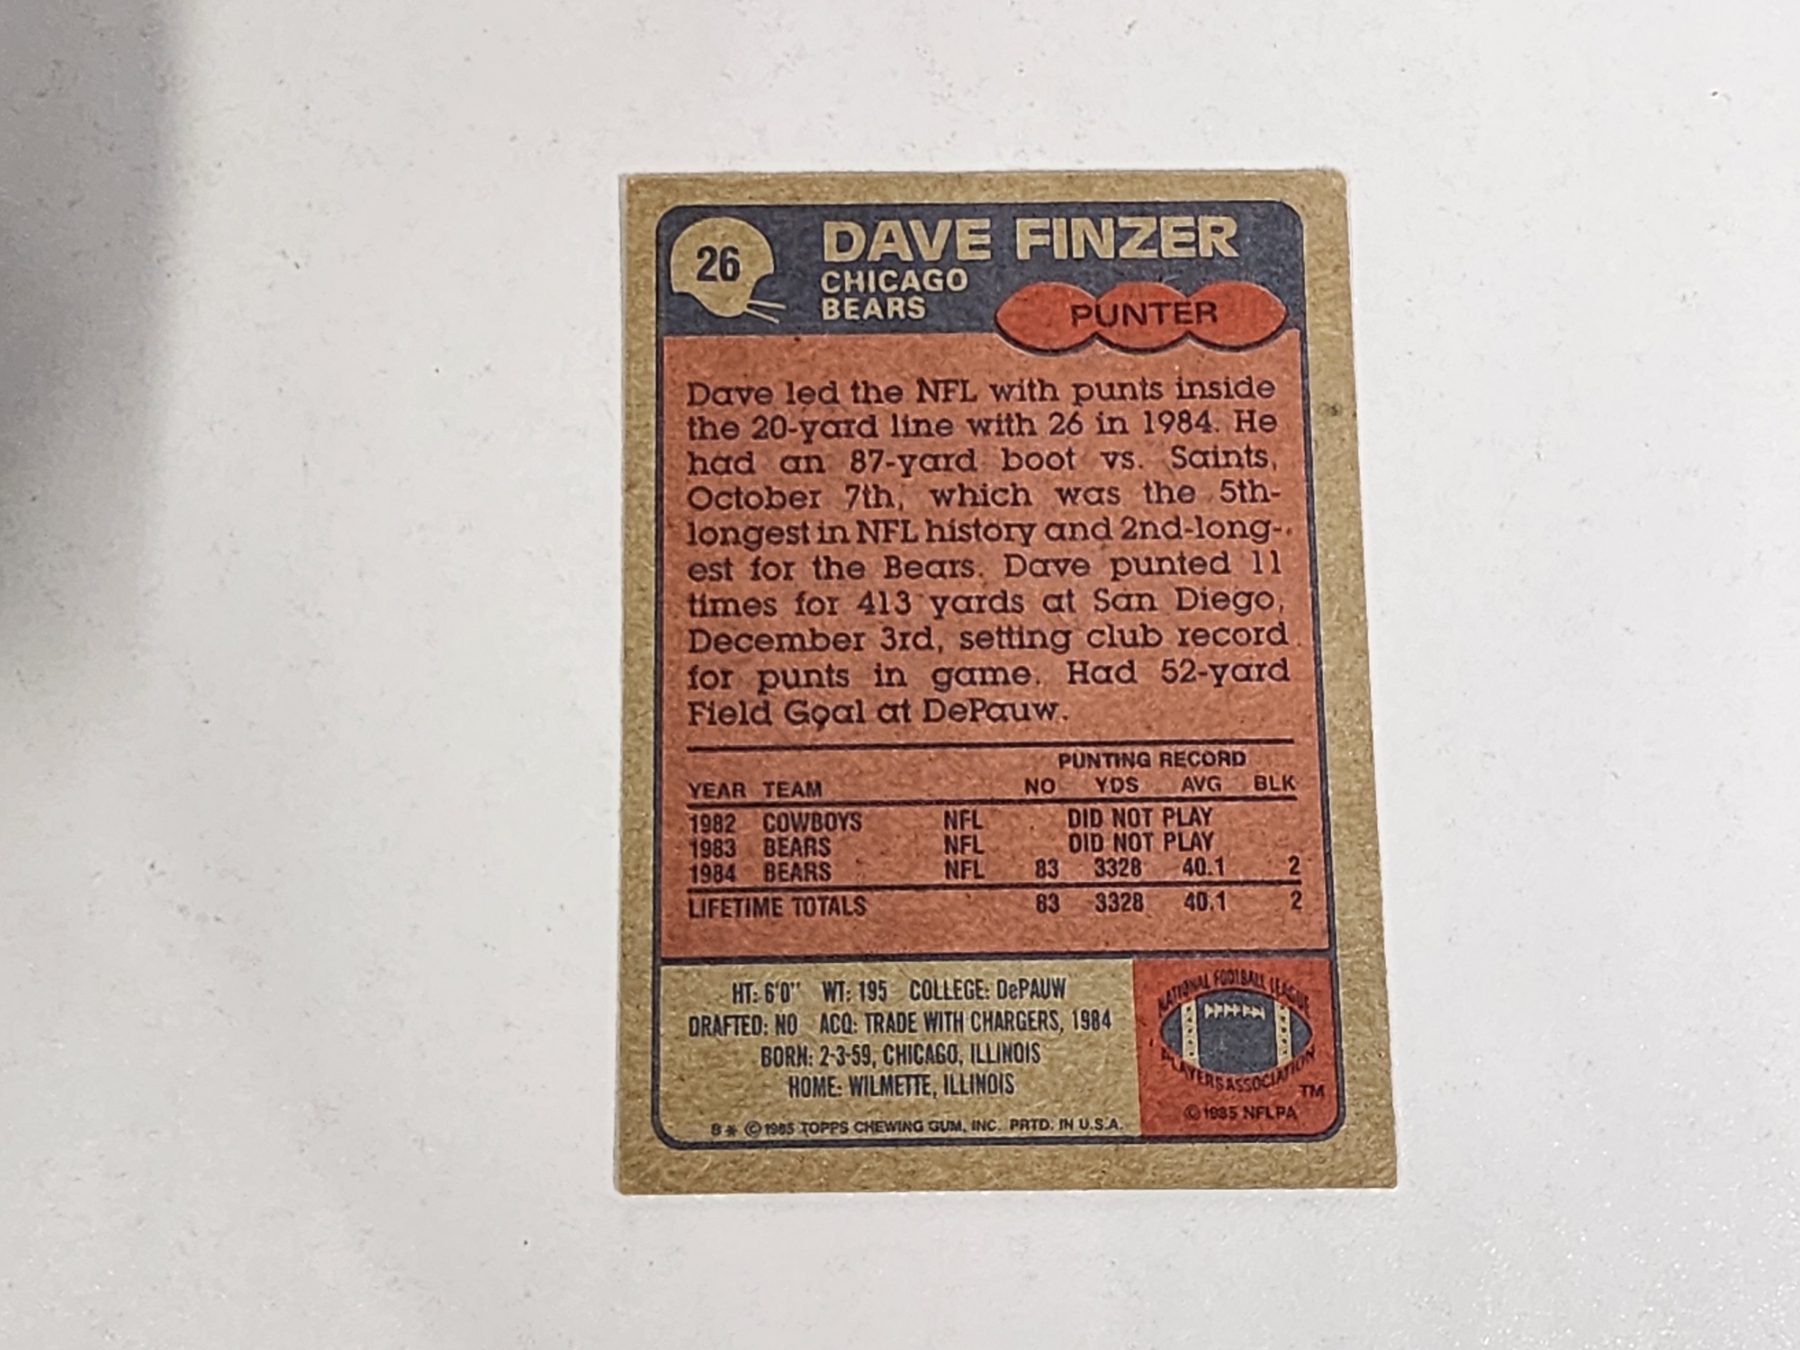 26
DAVE FINZER
CHICAGO
BEARS
PUNTER
Dave led the NFL with punts inside
the 20-yard line with 26 in 1984. He
had an 87-yard boot vs. Saints,
October 7th, which was the 5th-
longest in NFL history and 2nd-long-
est for the Bears. Dave punted 11
times for 413 yards at San Diego,
December 3rd, setting club record
for punts in game. Had 52-yard
Field Goal at DePauw.
PUNTING RECORD
YEAR TEAM NO YDS AVG BLK
1982 COWBOYS NFL DID NOT PLAY
1983 BEARS NFL DID NOT PLAY
1984 BEARS NFL 83 3328 40.1 2
LIFETIME TOTALS 83 3328 40.1 2
HT: 6'0" WT: 195 COLLEGE: DePAUW
DRAFTED: NO ACQ: TRADE WITH CHARGERS, 1984
BORN: 2-3-59, CHICAGO, ILLINOIS
HOME: WILMETTE, ILLINOIS
B* © 1985 TOPPS CHEWING GUM, INC. PRTD. IN U.S.A.
NATIONAL FOOTBALL LEAGUE
PLAYERS ASSOCIATION
TM
© 1985 NFLPA